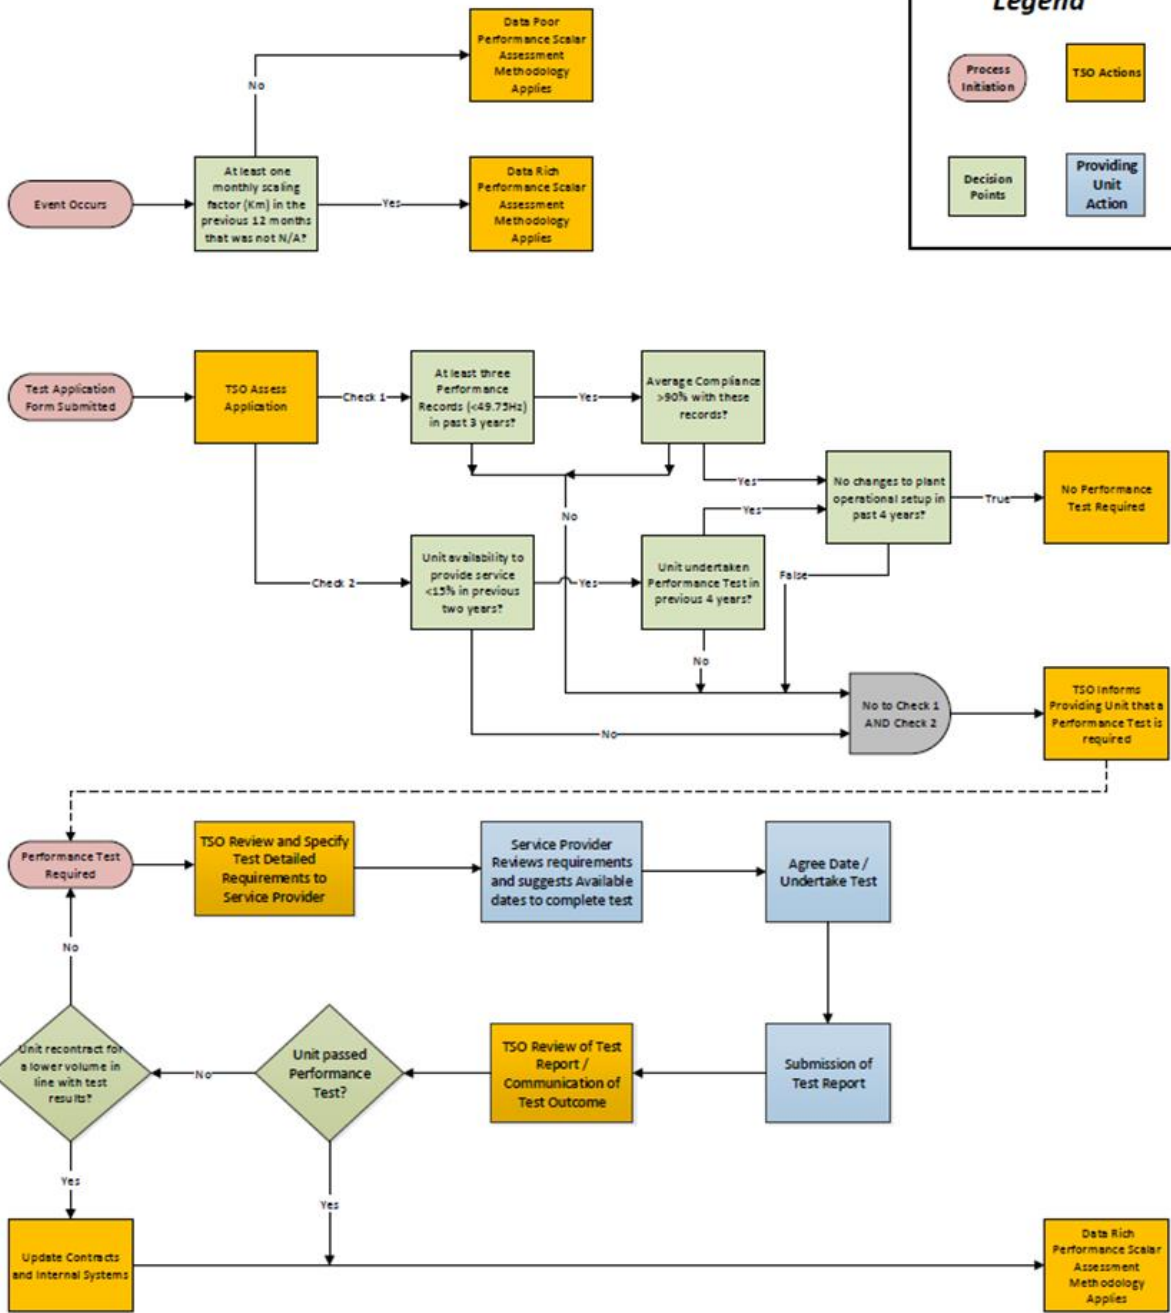 Legend
Process
Initiation
TSO Actions
Decision
Points
Providing
Unit
Action
Data Poor
Performance Scalar
Assessment
Methodology
Applies
No
Event Occurs
At least one
monthly scaling
factor (Km) in the
previous 12 months
that was not N/A?
Yes
Data Rich
Performance Scalar
Assessment
Methodology
Applies
Test Application
Form Submitted
TSO Assess
Application
Check 1
At least three
Performance
Records (<49.75Hz)
in past 3 years?
Yes
Average Compliance
>90% with these
records?
Yes
No changes to plant
operational setup in
past 4 years?
True
No Performance
Test Required
No
Yes
Check 2
Unit availability to
provide service
<15% in previous
two years?
Yes
Unit undertaken
Performance Test in
previous 4 years?
False
No
No
No to Check 1
AND Check 2
TSO Informs
Providing Unit that a
Performance Test is
required
Performance Test
Required
TSO Review and Specify
Test Detailed
Requirements to
Service Provider
Service Provider
Reviews requirements
and suggests Available
dates to complete test
Agree Date /
Undertake Test
No
Unit recontract for
a lower volume in
line with test
results?
No
Unit passed
Performance
Test?
TSO Review of Test
Report /
Communication of
Test Outcome
Submission of
Test Report
Yes
Yes
Update Contracts
and Internal Systems
Data Rich
Performance Scalar
Assessment
Methodology
Applies